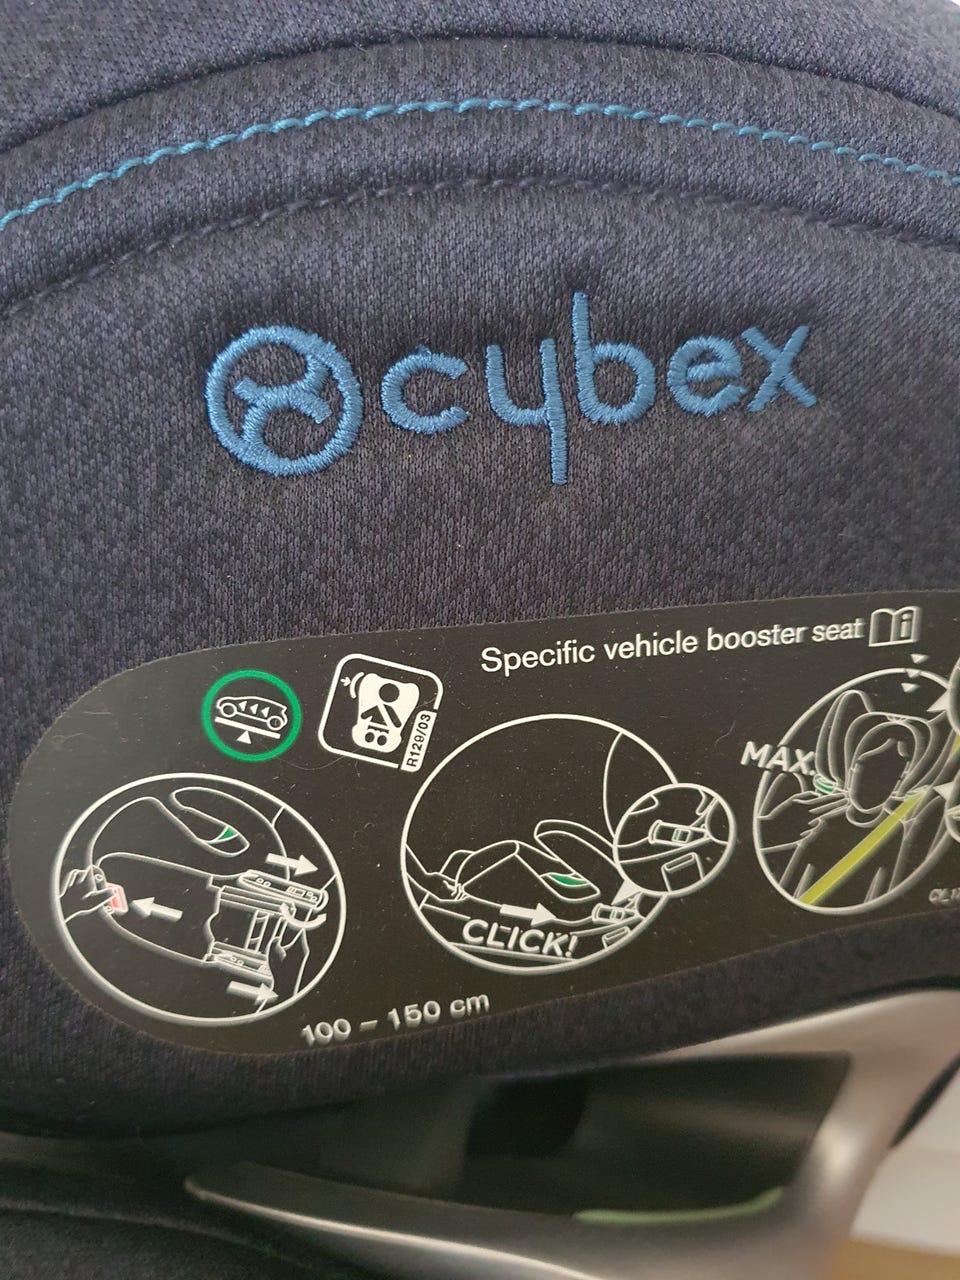 cybex
Specific vehicle booster seat
R129/03
MAX.
CLICK!
100 – 150 cm